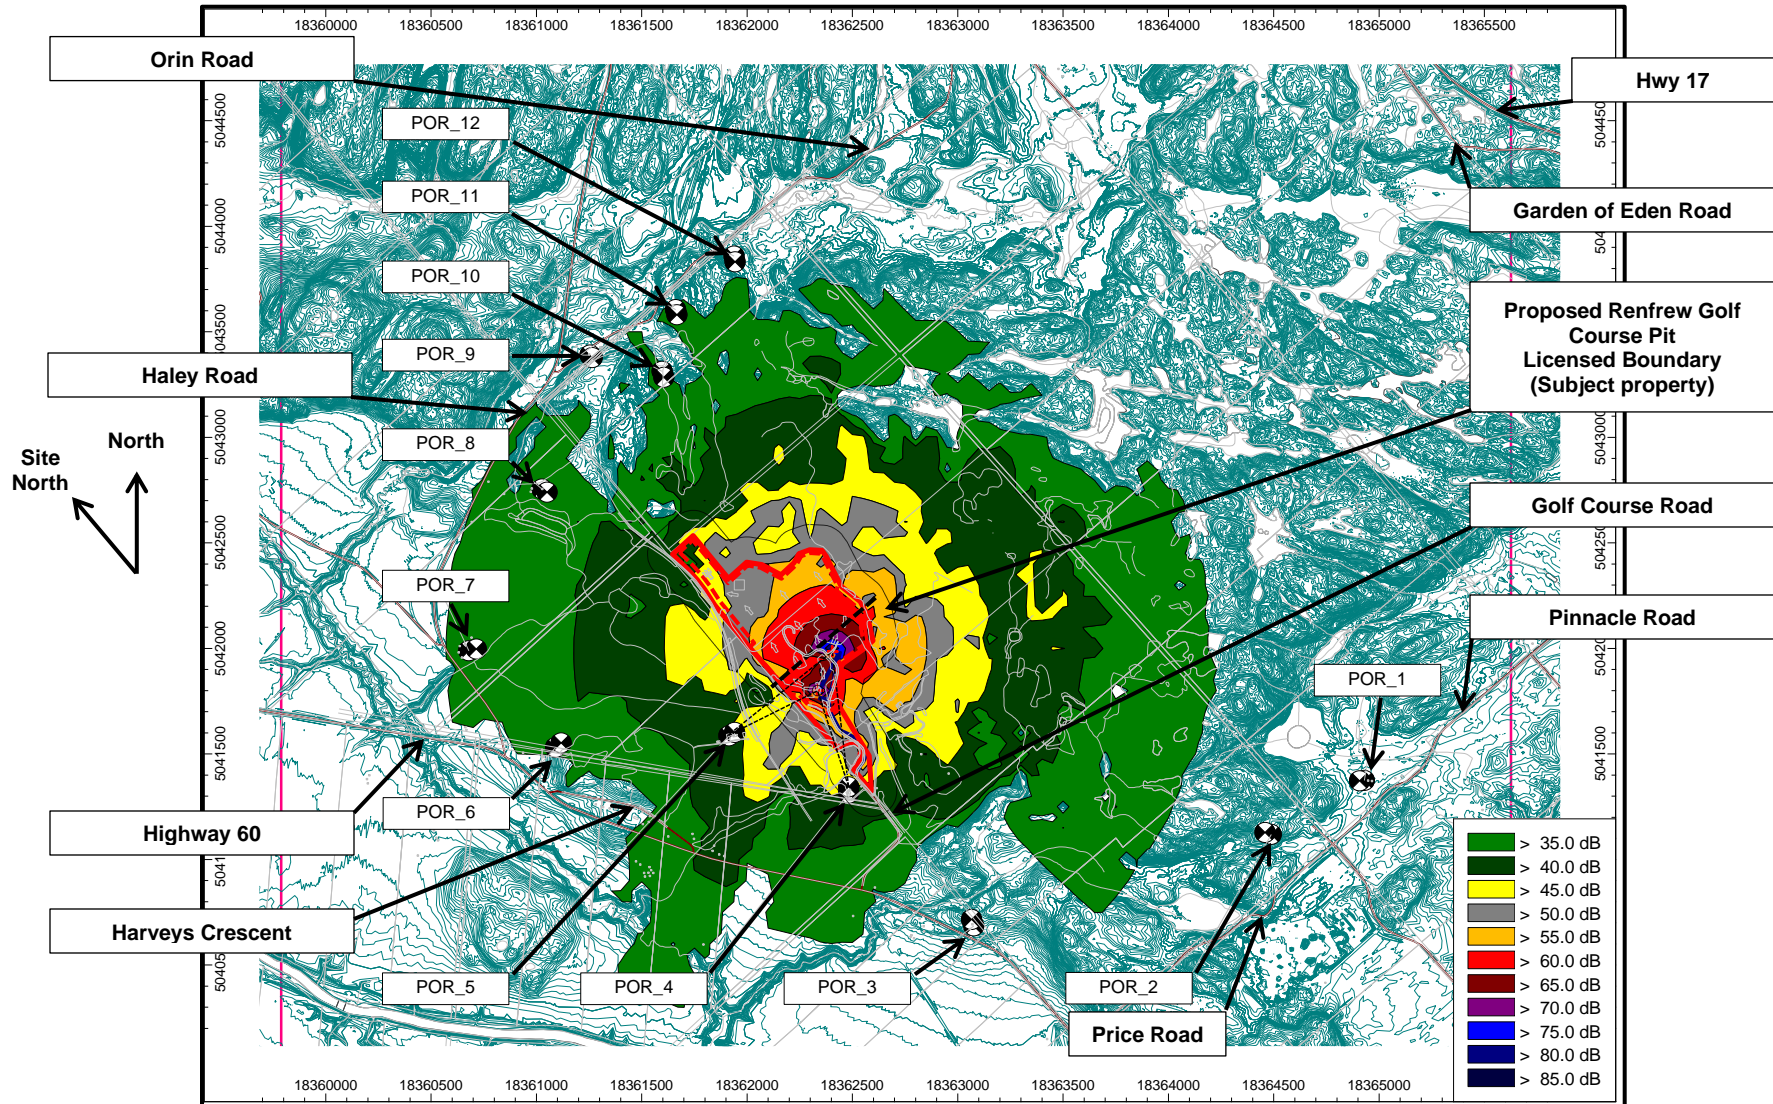 18360000 18360500 18361000 18361500 18362000 18362500 18363000 18363500 18364000 18364500 18365000 18365500
Orin Road
Hwy 17
5044500
5044500
POR_12
POR_11
Garden of Eden Road
5044000
POR_10
Proposed Renfrew Golf
Course Pit
Licensed Boundary
(Subject property)
5043500
POR_9
Haley Road
5043000
5043000
POR_8
North
Site
North
Golf Course Road
5042500
5042500
POR_7
Pinnacle Road
5042000
POR_1
5041500
5041500
POR_6
Highway 60
Harveys Crescent
POR_5
POR_4
POR_3
POR_2
Price Road
> 35.0 dB
> 40.0 dB
> 45.0 dB
> 50.0 dB
> 55.0 dB
> 60.0 dB
> 65.0 dB
> 70.0 dB
> 75.0 dB
> 80.0 dB
> 85.0 dB
18360000 18360500 18361000 18361500 18362000 18362500 18363000 18363500 18364000 18364500 18365000